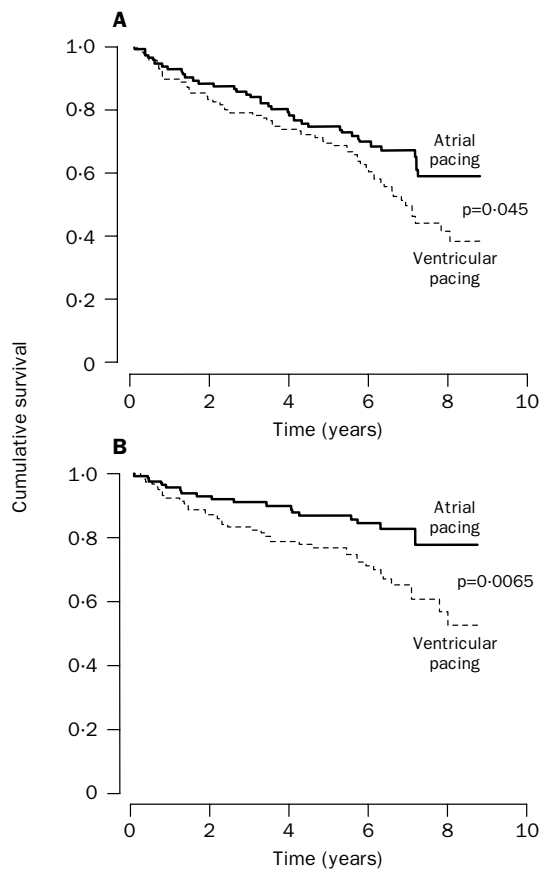 A
1·0
0·8
0·6
0·4
0·2
0
Atrial
pacing
p=0·045
Ventricular
pacing
0 2 4 6 8 10
Time (years)
Cumulative survival
B
1·0
0·8
0·6
0·4
0·2
0
Atrial
pacing
p=0·0065
Ventricular
pacing
0 2 4 6 8 10
Time (years)